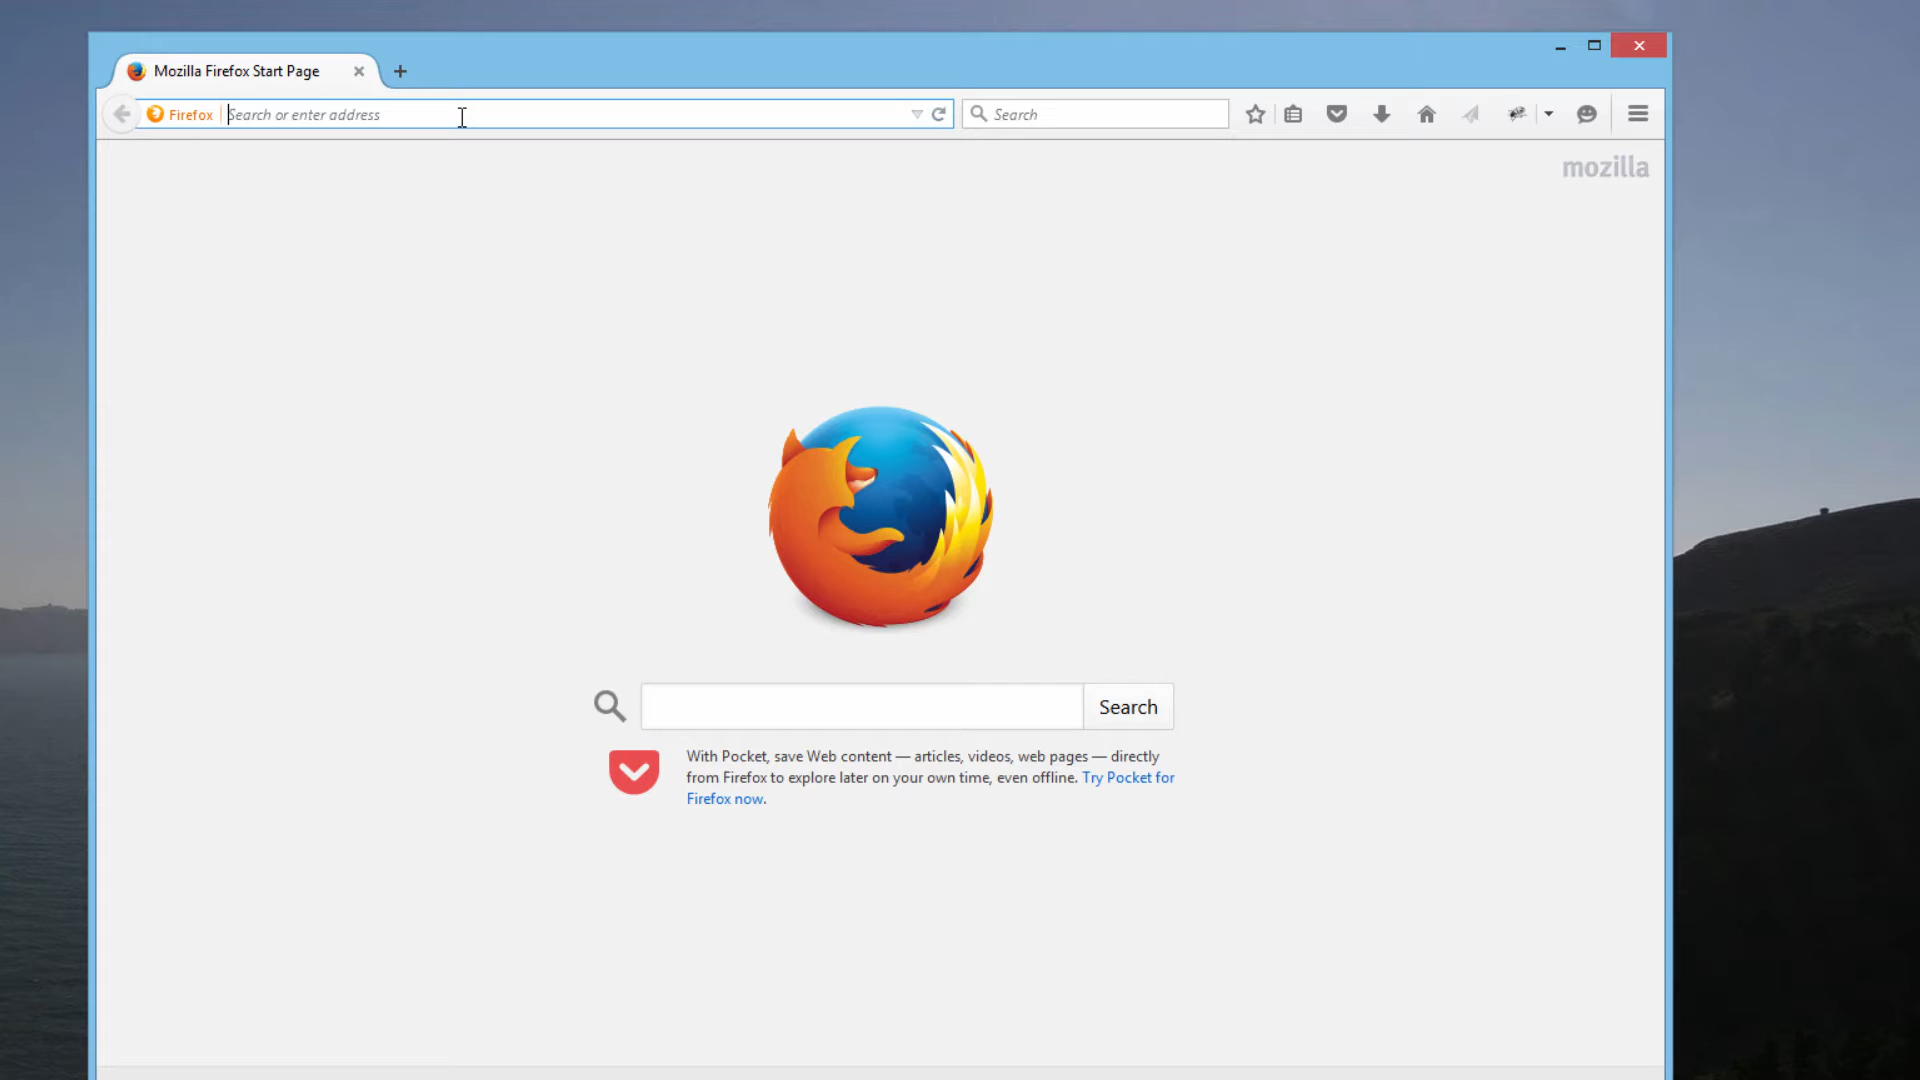 Mozilla Firefox Start Page
Firefox
Search or enter address
Search
mozilla
Search
With Pocket, save Web content — articles, videos, web pages — directly
from Firefox to explore later on your own time, even offline. Try Pocket for
Firefox now.